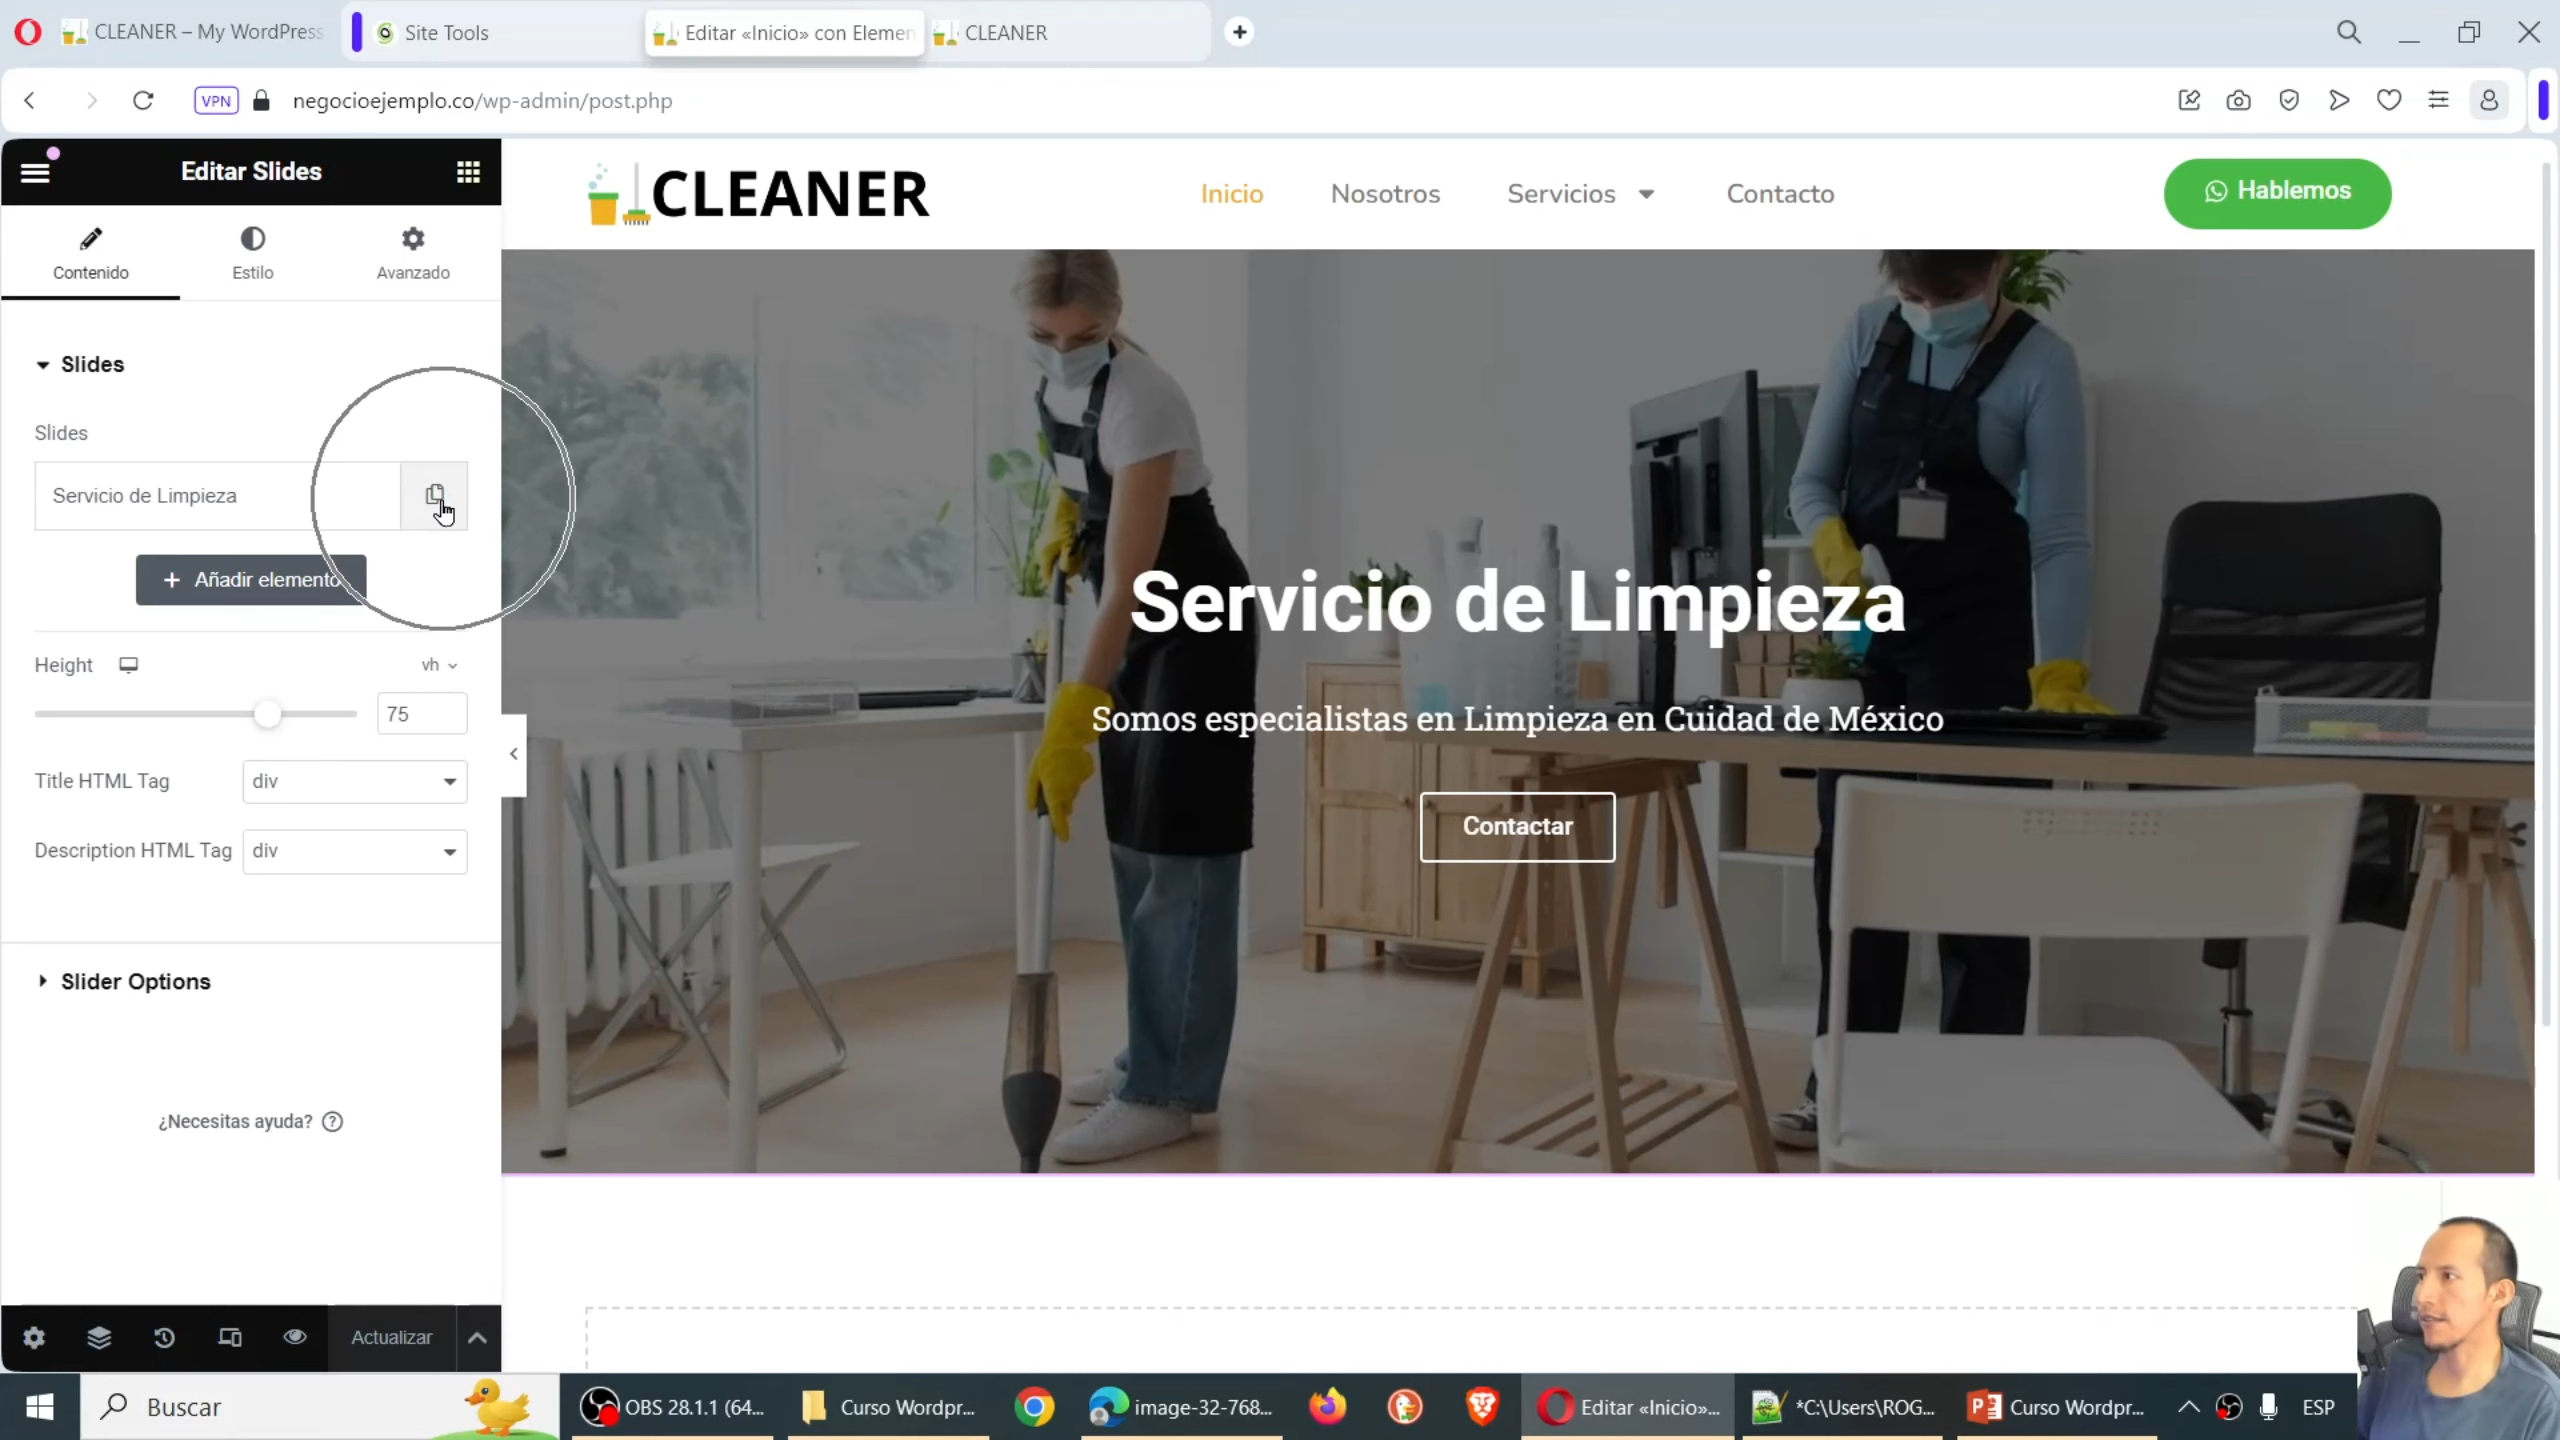 CLEANER – My WordPress
Site Tools
Editar «Inicio» con Elemen
CLEANER
VPN
negocioejemplo.co/wp-admin/post.php
Editar Slides
Contenido
Estilo
Avanzado
Slides
Slides
Servicio de Limpieza
Añadir elemento
Height
vh
75
Title HTML Tag
div
Description HTML Tag
div
Slider Options
¿Necesitas ayuda?
Actualizar
CLEANER
Inicio
Nosotros
Servicios
Contacto
Hablemos
Servicio de Limpieza
Somos especialistas en Limpieza en Cuidad de México
Contactar
Buscar
OBS 28.1.1 (64...
Curso Wordpr...
image-32-768...
Editar «Inicio»...
*C:\Users\ROG...
Curso Wordpr...
ESP